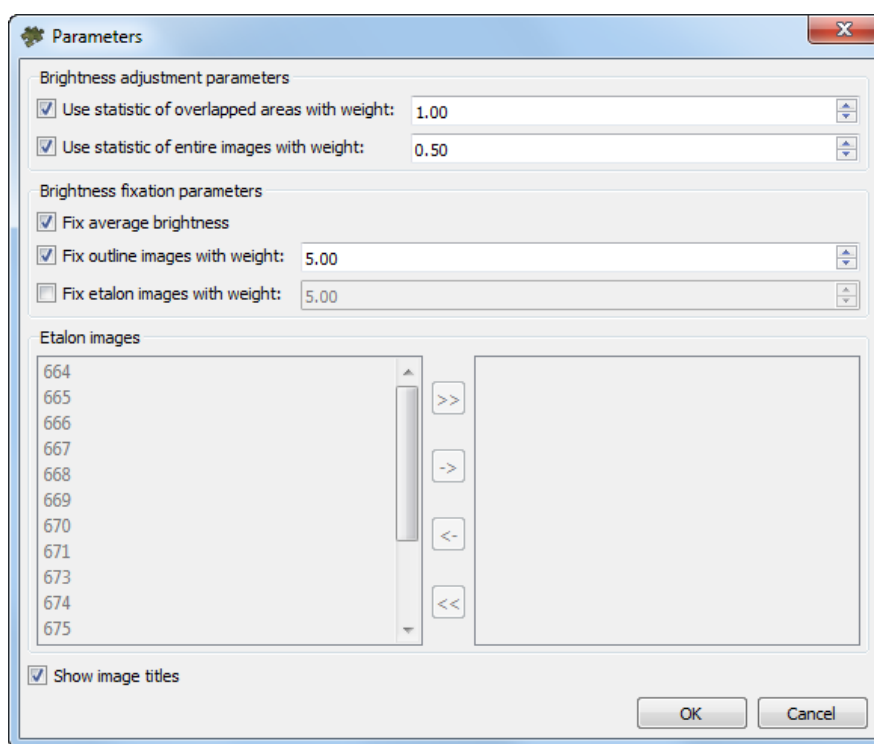 Parameters
Brightness adjustment parameters
Use statistic of overlapped areas with weight: 1.00
Use statistic of entire images with weight: 0.50
Brightness fixation parameters
Fix average brightness
Fix outline images with weight: 5.00
Fix etalon images with weight: 5.00
Etalon images
664
665
666
667
668
669
670
671
673
674
675
>>
->
<-
<<
Show image titles
OK Cancel